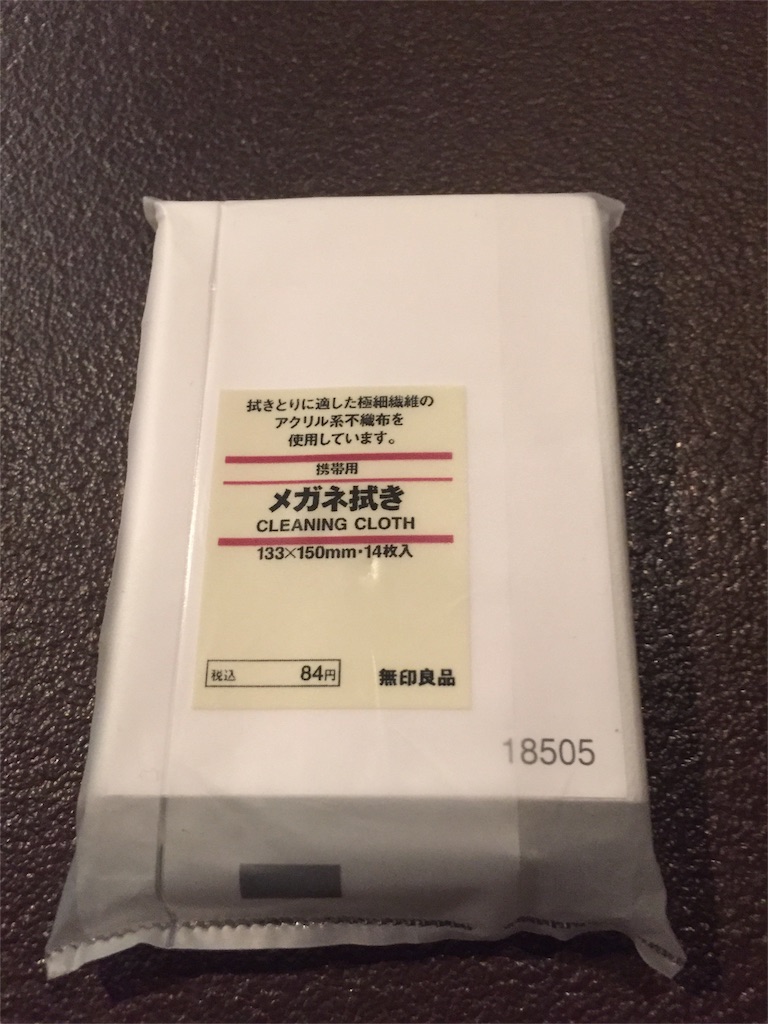 拭きとりに適した極細繊維の
アクリル系不織布を
使用しています。
携帯用
メガネ拭き
CLEANING CLOTH
133×150mm・14枚入
税込 84円
無印良品
18505